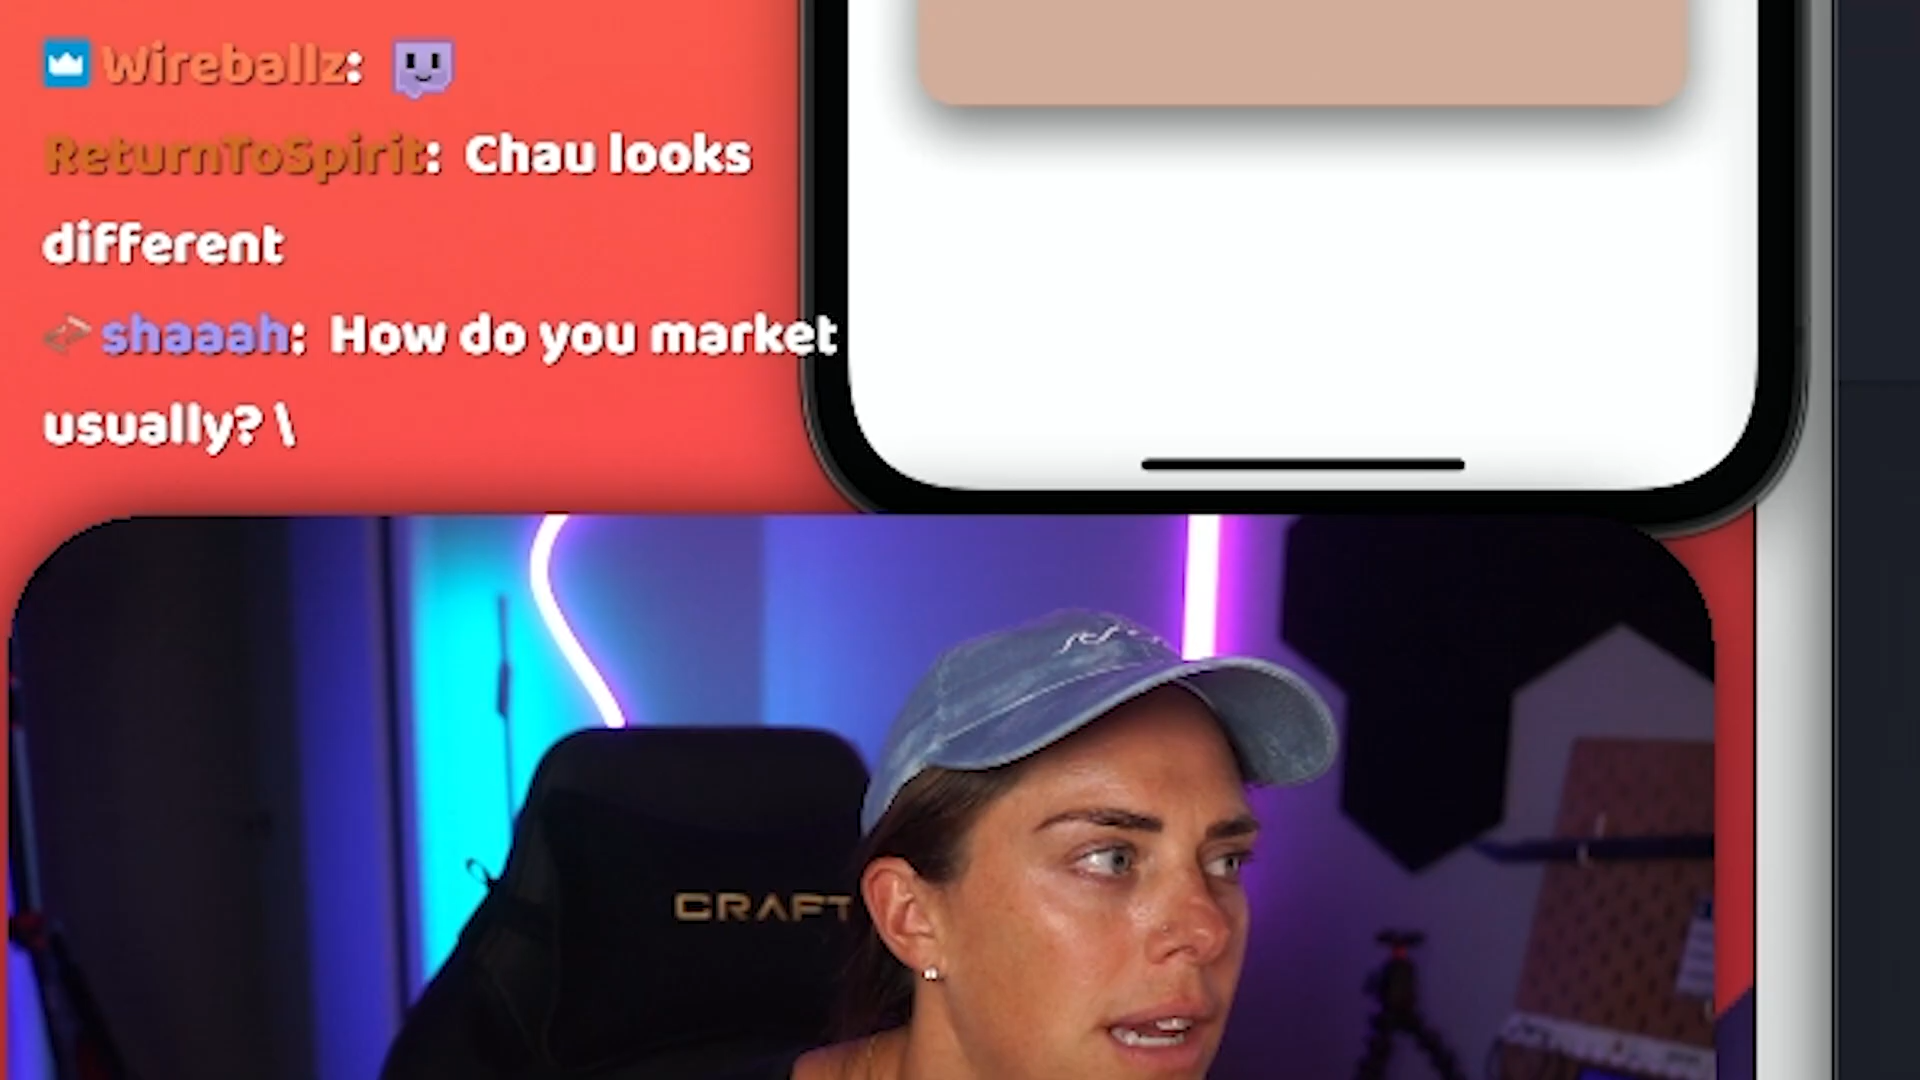 Wireballz:
ReturnToSpirit: Chau looks
different
shaaah: How do you market
usually? \
CRAFT